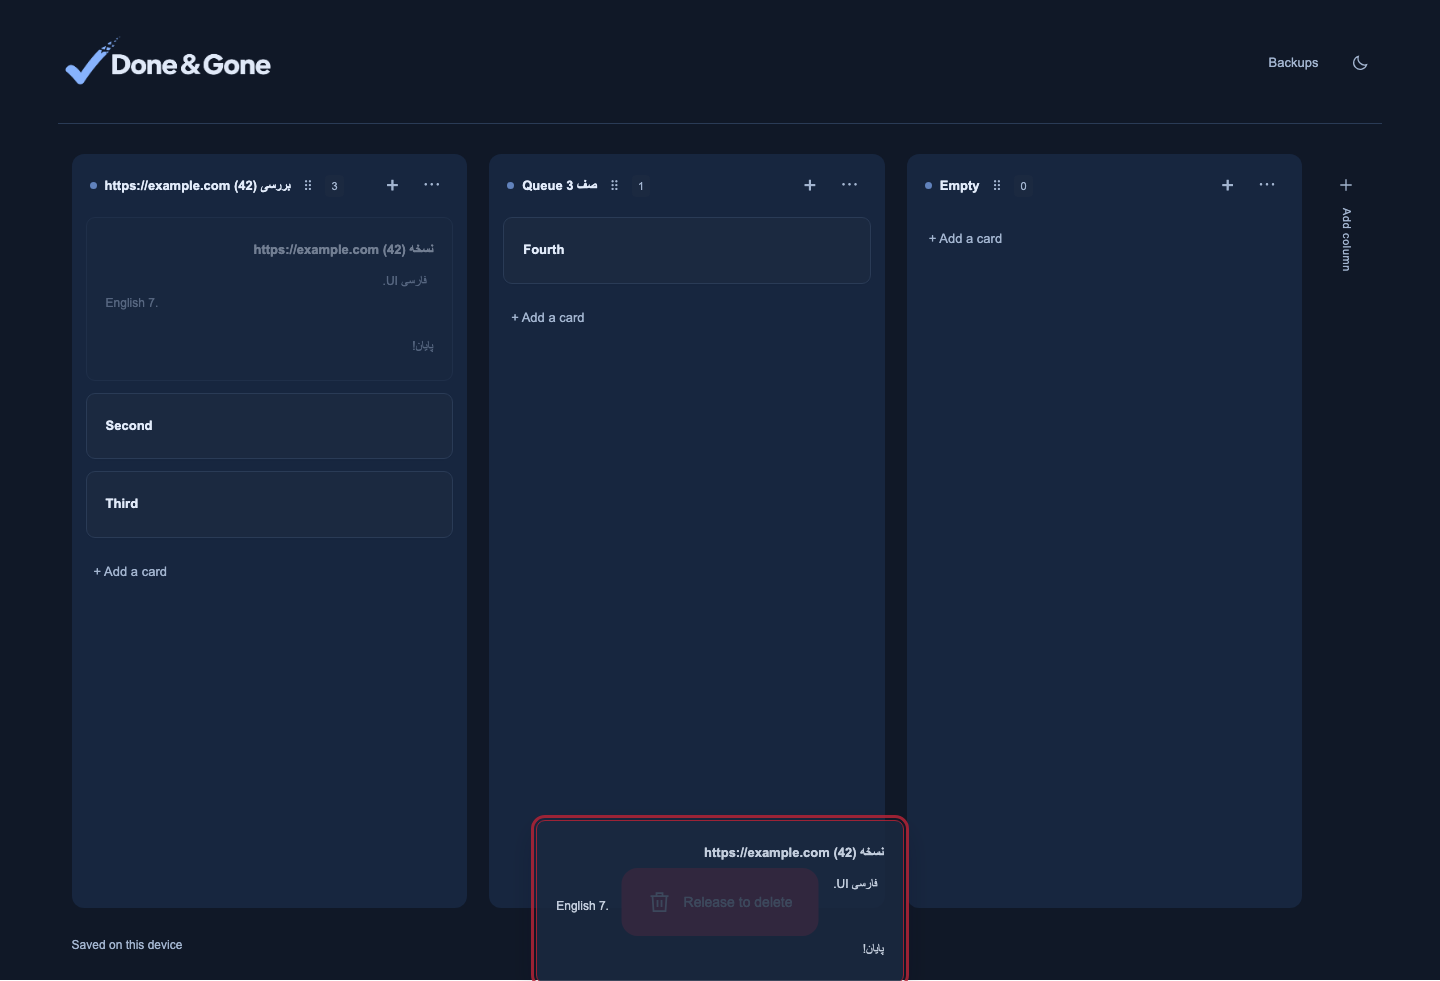 Done & Gone
Backups
https://example.com (42) بررسی
3
Queue 3 صف
1
Empty
0
Add column
نسخه https://example.com (42)
فارسی UI.
English 7.
پایان!
Second
Third
+ Add a card
Fourth
+ Add a card
+ Add a card
نسخه https://example.com (42)
فارسی UI.
English 7.
Release to delete
پایان!
Saved on this device